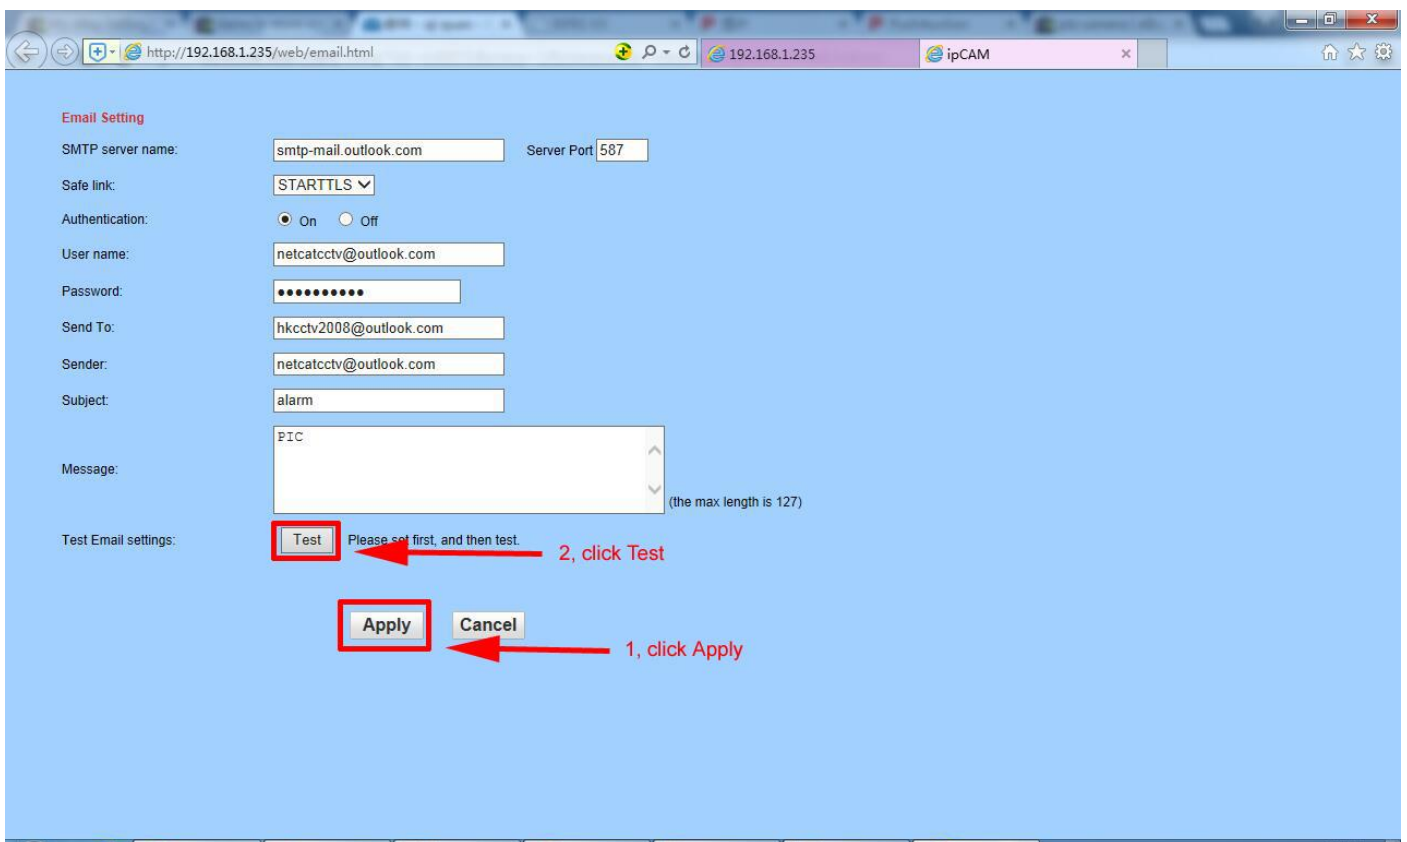 http://192.168.1.235/web/email.html
192.168.1.235
ipCAM
Email Setting
SMTP server name: smtp-mail.outlook.com Server Port 587
Safe link: STARTTLS
Authentication: On Off
User name: netcatcctv@outlook.com
Password: ●●●●●●●●●●
Send To: hkcctv2008@outlook.com
Sender: netcatcctv@outlook.com
Subject: alarm
PIC
Message:
(the max length is 127)
Test Email settings: Test Please set first, and then test.
2, click Test
Apply Cancel
1, click Apply